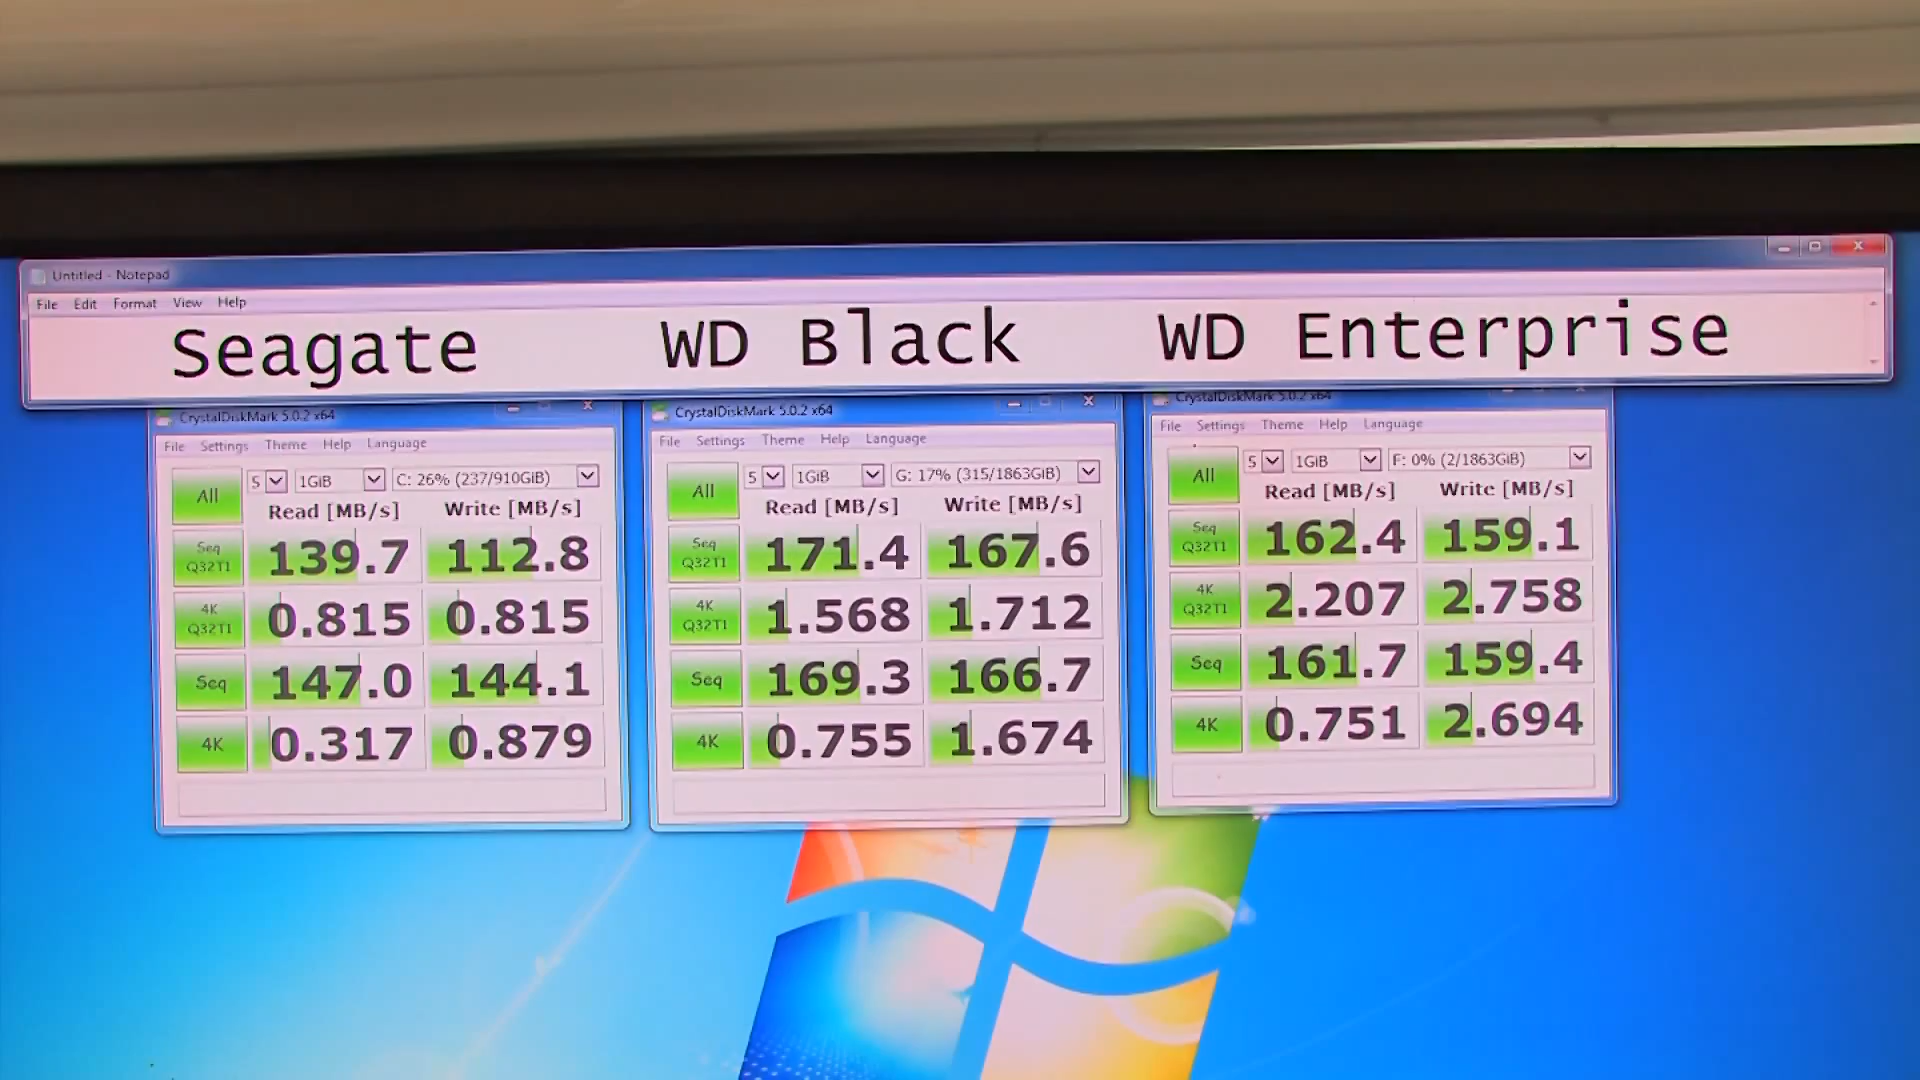 Untitled - Notepad
File Edit Format View Help
Seagate WD Black WD Enterprise
CrystalDiskMark 5.0.2 x64
File Settings Theme Help Language
All 5 1GiB C: 26% (237/910GiB)
Read [MB/s] Write [MB/s]
Seq Q32T1 139.7 112.8
4K Q32T1 0.815 0.815
Seq 147.0 144.1
4K 0.317 0.879
CrystalDiskMark 5.0.2 x64
File Settings Theme Help Language
All 5 1GiB G: 17% (315/1863GiB)
Read [MB/s] Write [MB/s]
Seq Q32T1 171.4 167.6
4K Q32T1 1.568 1.712
Seq 169.3 166.7
4K 0.755 1.674
CrystalDiskMark 5.0.2 x64
File Settings Theme Help Language
All 5 1GiB F: 0% (2/1863GiB)
Read [MB/s] Write [MB/s]
Seq Q32T1 162.4 159.1
4K Q32T1 2.207 2.758
Seq 161.7 159.4
4K 0.751 2.694